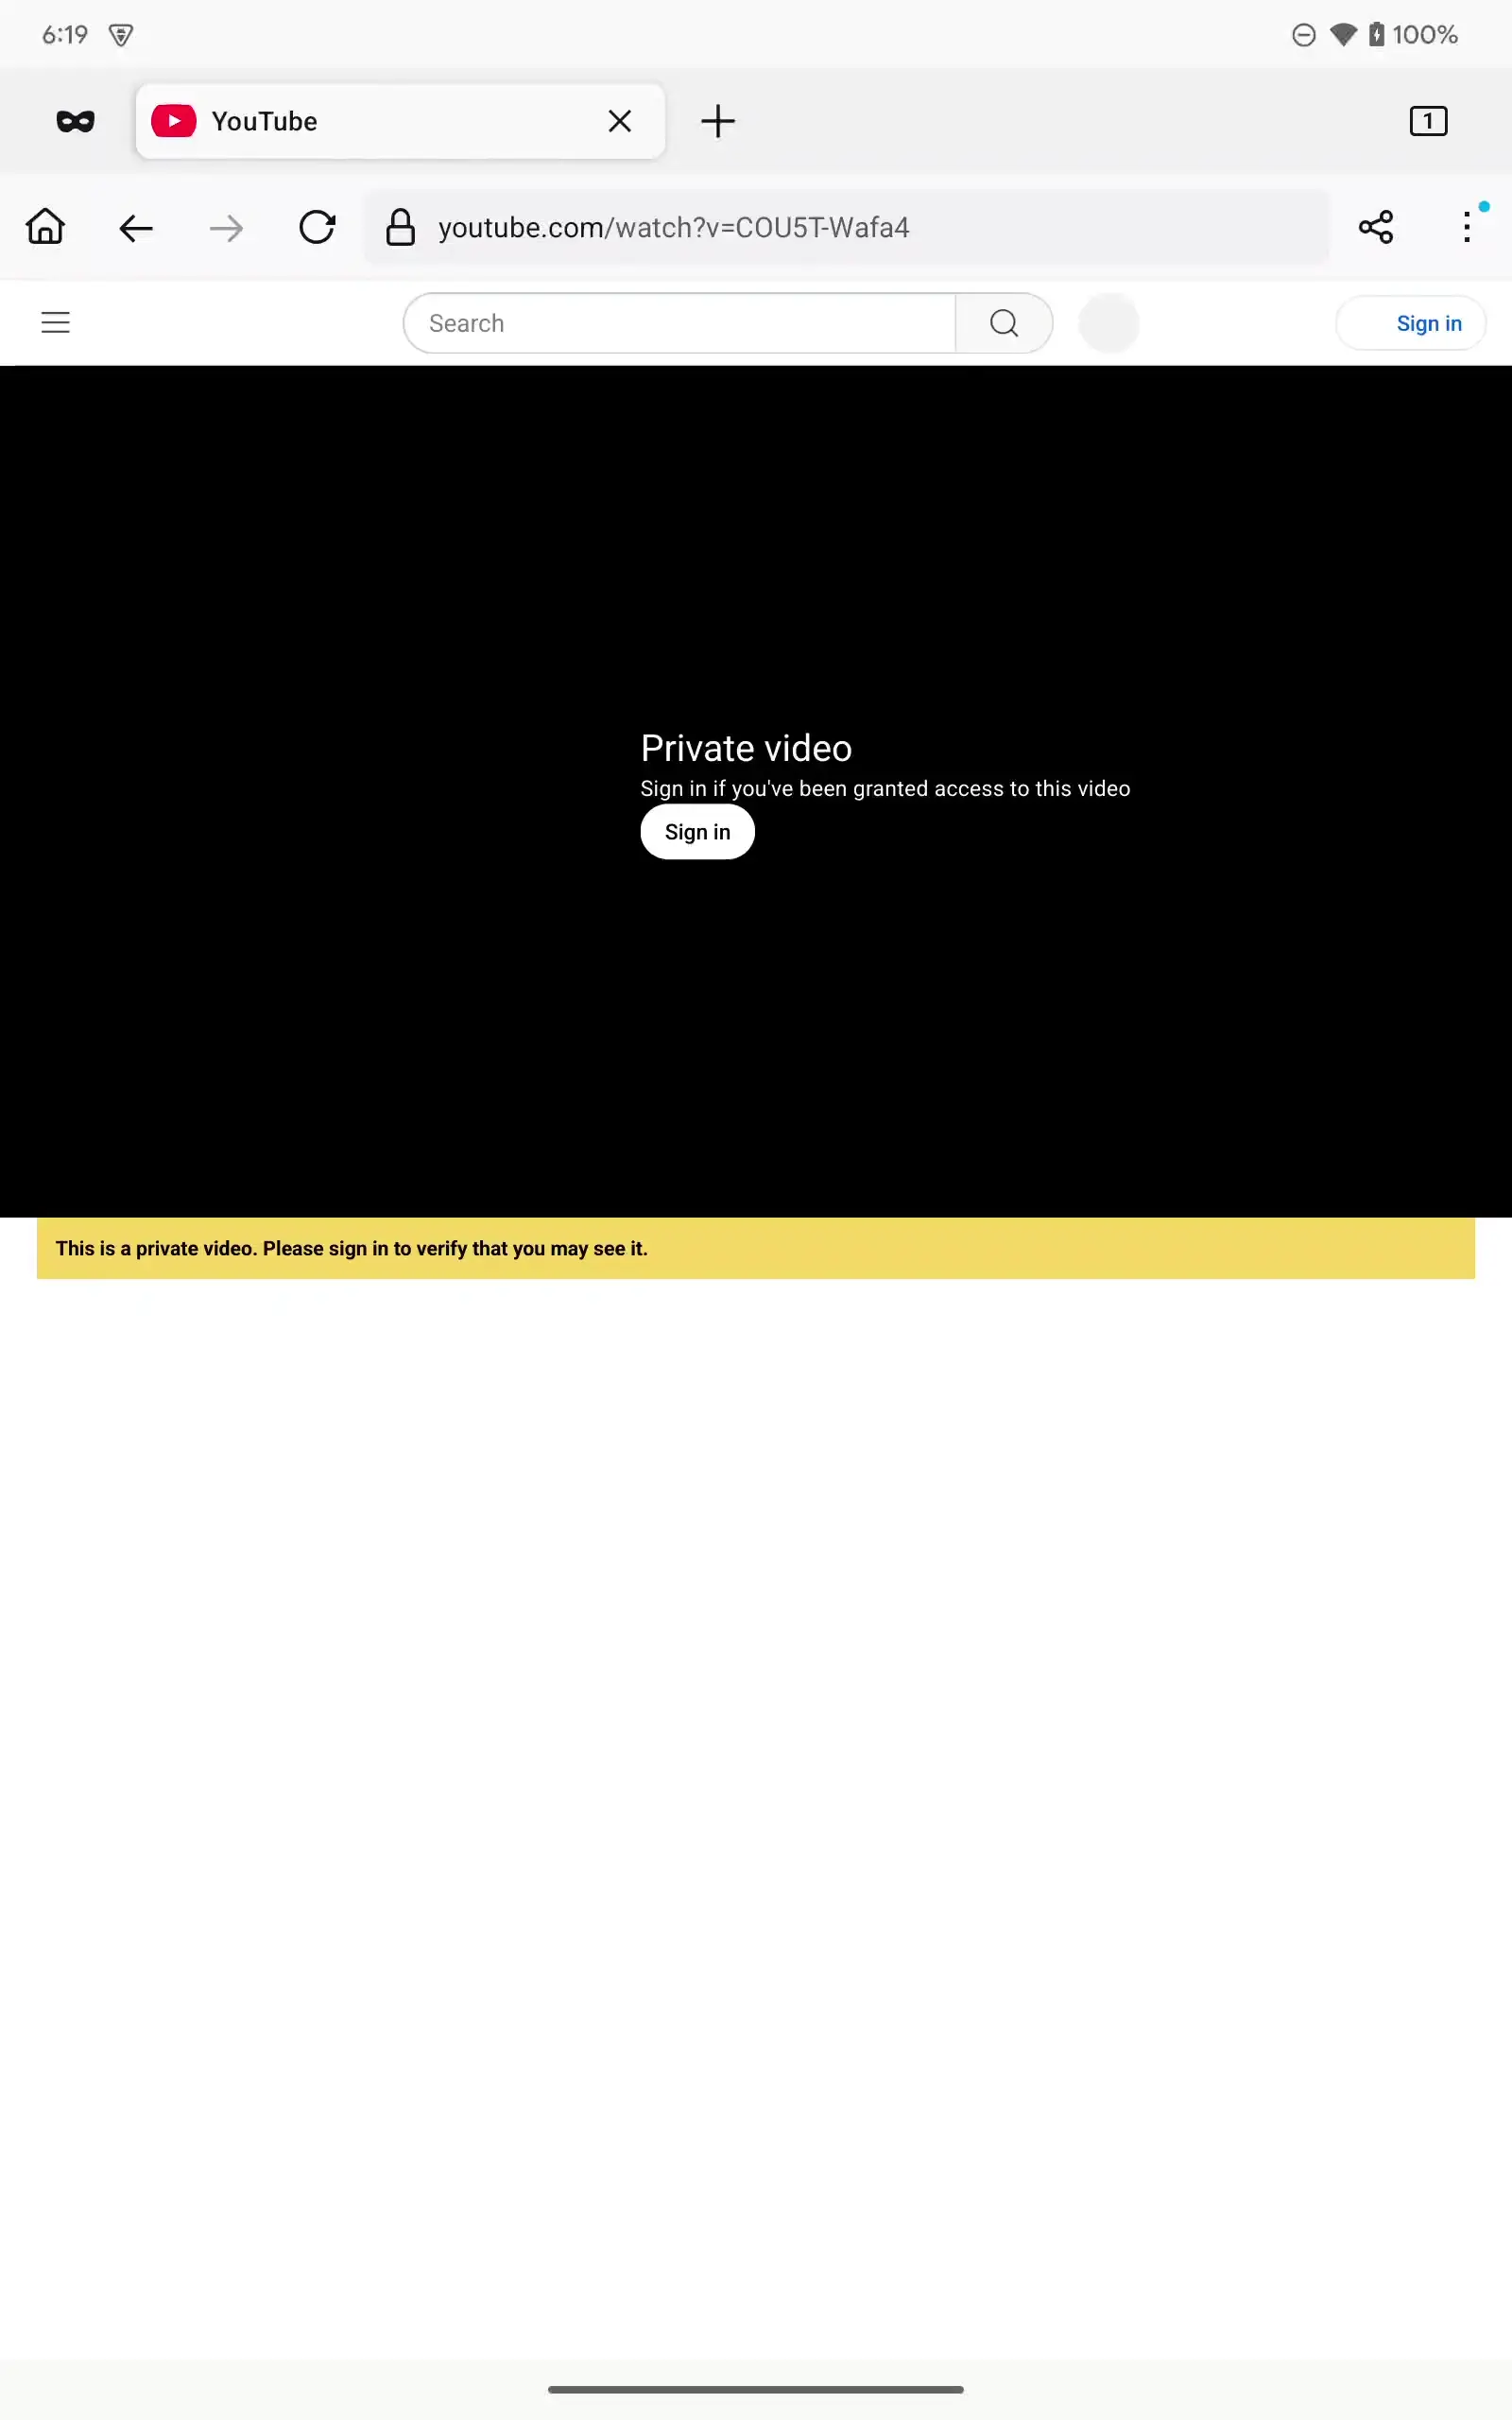 6:19
100%
YouTube
1
youtube.com/watch?v=COU5T-Wafa4
Search
Sign in
Private video
Sign in if you've been granted access to this video
Sign in
This is a private video. Please sign in to verify that you may see it.